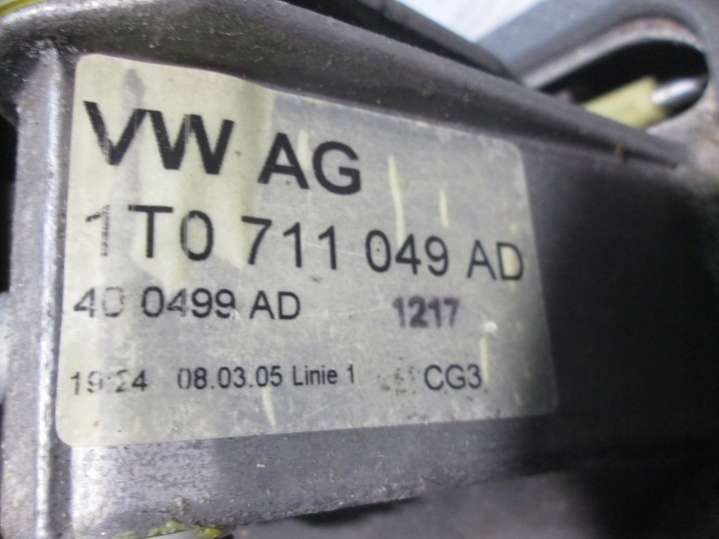 VW AG
1T0 711 049 AD
40 0499 AD 1217
19:24 08.03.05 Linie 1 CG3